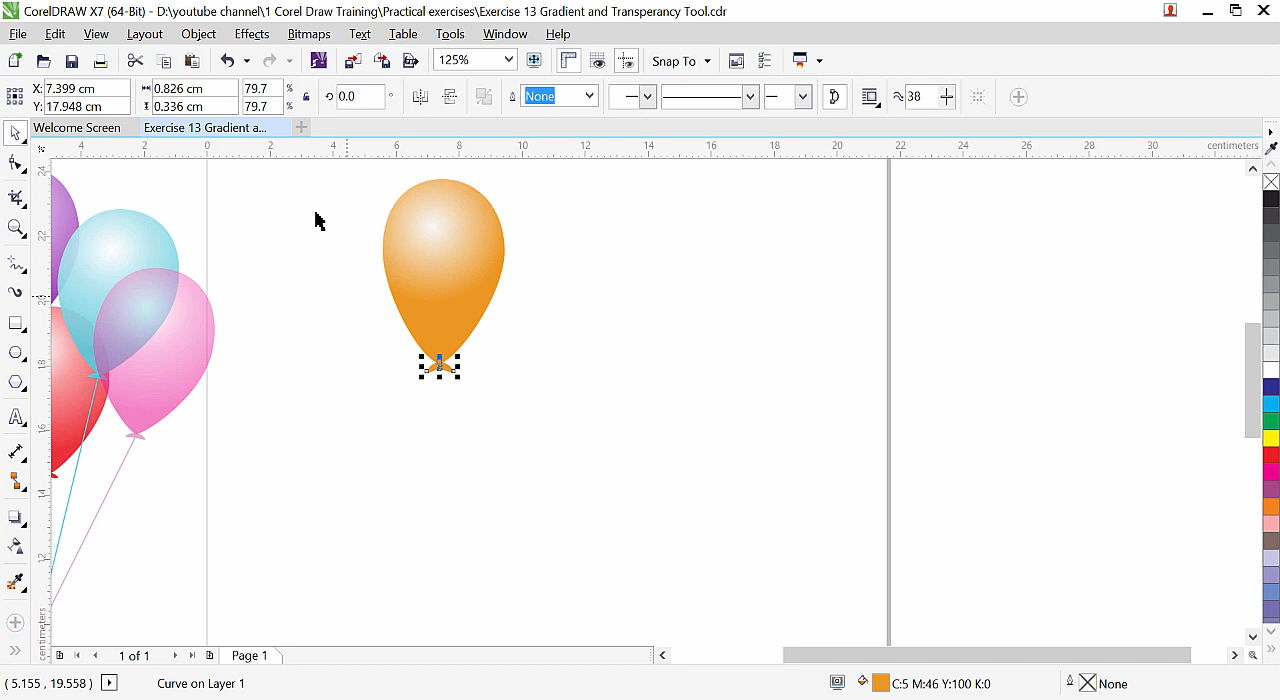 CorelDRAW X7 (64-Bit) - D:\youtube channel\1 Corel Draw Training\Practical exercises\Exercise 13 Gradient and Transperancy Tool.cdr
File Edit View Layout Object Effects Bitmaps Text Table Tools Window Help
125% Snap To
X: 7.399 cm 0.826 cm 79.7 % 0.0 ° None 38
Y: 17.948 cm 0.336 cm 79.7 %
Welcome Screen Exercise 13 Gradient a...
4 2 0 2 4 6 8 10 12 14 16 18 20 22 24 26 28 30 centimeters
24
22
20
18
16
14
12
centimeters
1 of 1 Page 1
( 5.155 , 19.558 ) Curve on Layer 1 C:5 M:46 Y:100 K:0 None